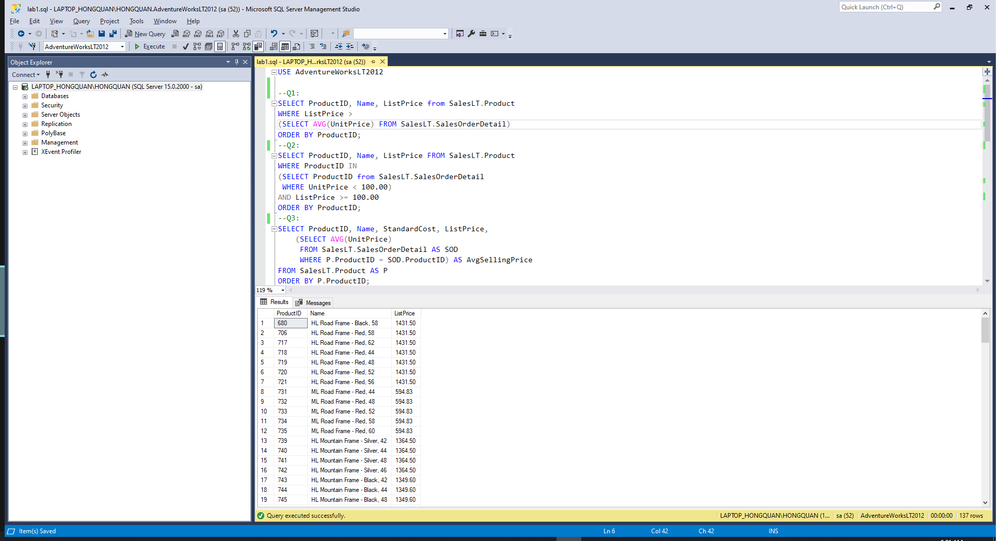 lab1.sql - LAPTOP_HONGQUAN\HONGQUAN.AdventureWorksLT2012 (sa (52)) - Microsoft SQL Server Management Studio
Quick Launch (Ctrl+Q)
File Edit View Query Project Tools Window Help
New Query MDX DMX XMLA DAX
AdventureWorksLT2012 Execute
Object Explorer
Connect
LAPTOP_HONGQUAN\HONGQUAN (SQL Server 15.0.2000 - sa)
Databases
Security
Server Objects
Replication
PolyBase
Management
XEvent Profiler
lab1.sql - LAPTOP_H...rksLT2012 (sa (52))
USE AdventureWorksLT2012
--Q1:
SELECT ProductID, Name, ListPrice from SalesLT.Product
WHERE ListPrice >
(SELECT AVG(UnitPrice) FROM SalesLT.SalesOrderDetail)
ORDER BY ProductID;
--Q2:
SELECT ProductID, Name, ListPrice FROM SalesLT.Product
WHERE ProductID IN
(SELECT ProductID from SalesLT.SalesOrderDetail
WHERE UnitPrice < 100.00)
AND ListPrice >= 100.00
ORDER BY ProductID;
--Q3:
SELECT ProductID, Name, StandardCost, ListPrice,
(SELECT AVG(UnitPrice)
FROM SalesLT.SalesOrderDetail AS SOD
WHERE P.ProductID = SOD.ProductID) AS AvgSellingPrice
FROM SalesLT.Product AS P
ORDER BY P.ProductID;
119 %
Results Messages
ProductID Name ListPrice
1 680 HL Road Frame - Black, 58 1431.50
2 706 HL Road Frame - Red, 58 1431.50
3 717 HL Road Frame - Red, 62 1431.50
4 718 HL Road Frame - Red, 44 1431.50
5 719 HL Road Frame - Red, 48 1431.50
6 720 HL Road Frame - Red, 52 1431.50
7 721 HL Road Frame - Red, 56 1431.50
8 731 ML Road Frame - Red, 44 594.83
9 732 ML Road Frame - Red, 48 594.83
10 733 ML Road Frame - Red, 52 594.83
11 734 ML Road Frame - Red, 58 594.83
12 735 ML Road Frame - Red, 60 594.83
13 739 HL Mountain Frame - Silver, 42 1364.50
14 740 HL Mountain Frame - Silver, 44 1364.50
15 741 HL Mountain Frame - Silver, 48 1364.50
16 742 HL Mountain Frame - Silver, 46 1364.50
17 743 HL Mountain Frame - Black, 42 1349.60
18 744 HL Mountain Frame - Black, 44 1349.60
19 745 HL Mountain Frame - Black, 48 1349.60
Query executed successfully. LAPTOP_HONGQUAN\HONGQUAN (1... sa (52) AdventureWorksLT2012 00:00:00 137 rows
Item(s) Saved Ln 6 Col 42 Ch 42 INS